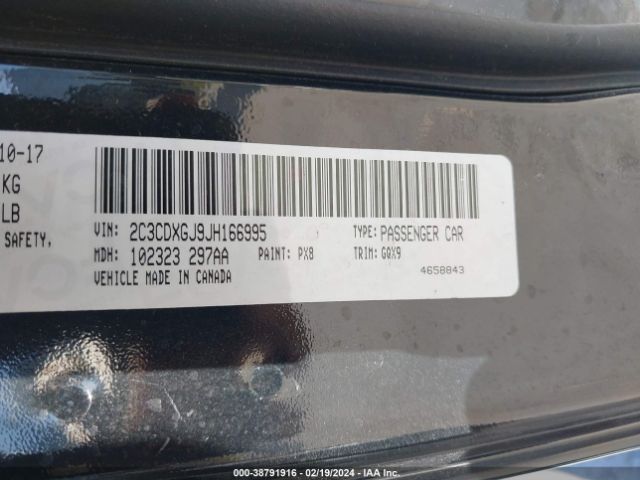 10-17
KG
LB
SAFETY,
VIN: 2C3CDXGJ9JH166995 TYPE: PASSENGER CAR
MDH: 102323 297AA PAINT: PX8 TRIM: GQX9
VEHICLE MADE IN CANADA 4658843
000-38791916 - 02/19/2024 - IAA Inc.